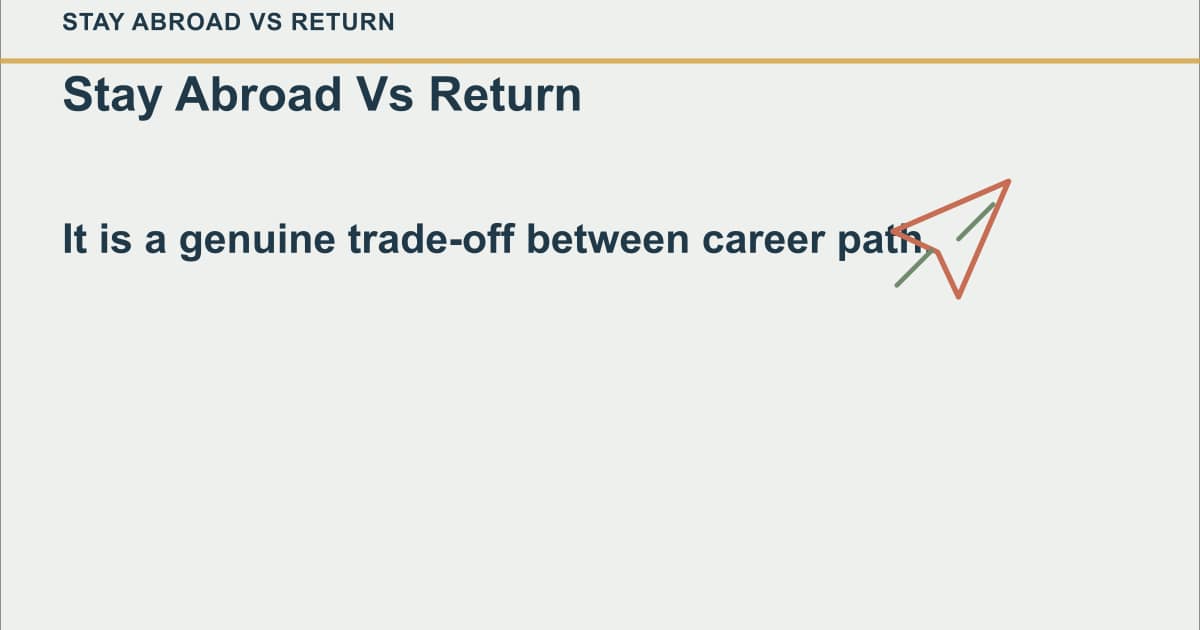 STAY ABROAD VS RETURN
Stay Abroad Vs Return
It is a genuine trade-off between career path,